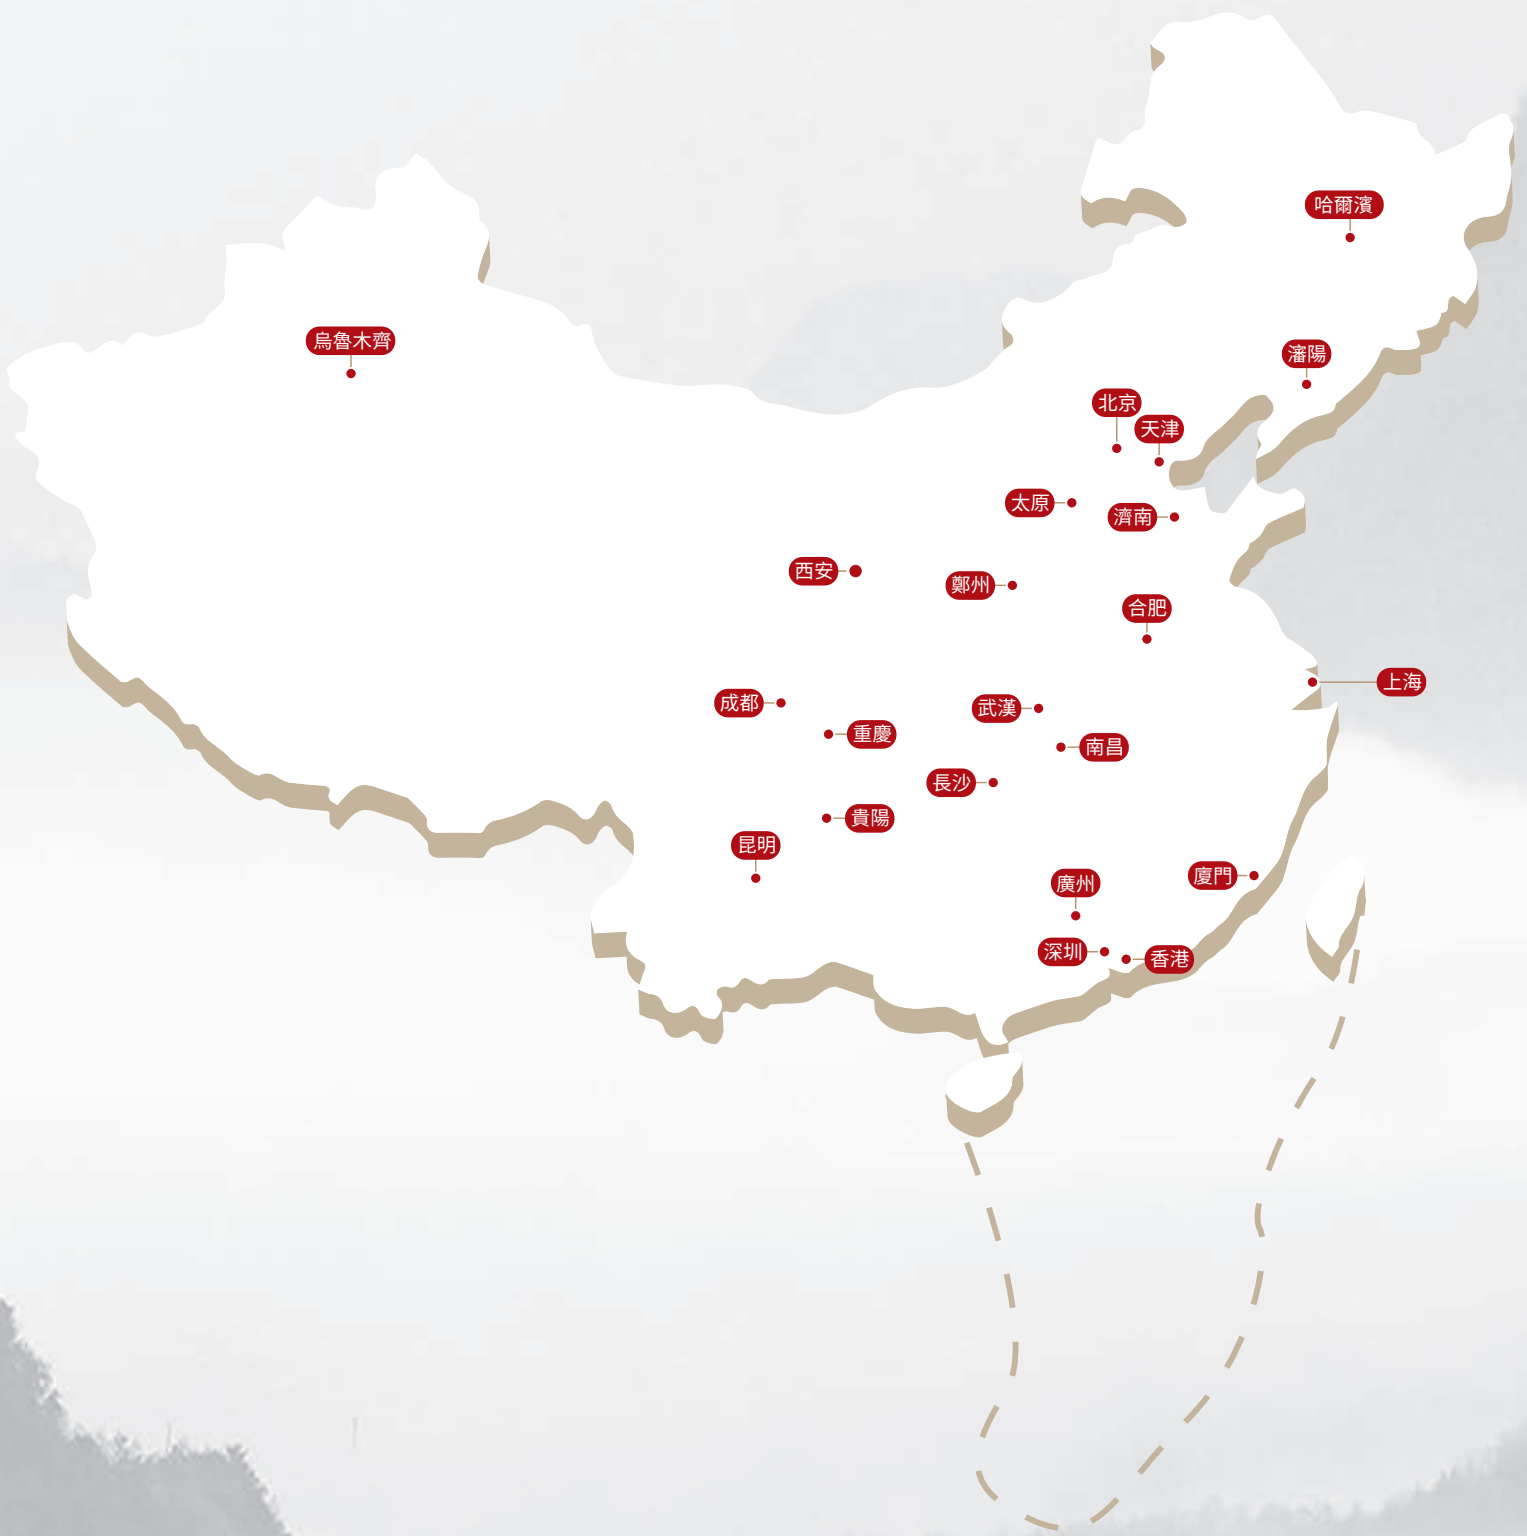 哈爾濱
烏魯木齊
瀋陽
北京
天津
太原
濟南
西安
鄭州
合肥
上海
成都
武漢
重慶
南昌
長沙
貴陽
昆明
廈門
廣州
深圳
香港